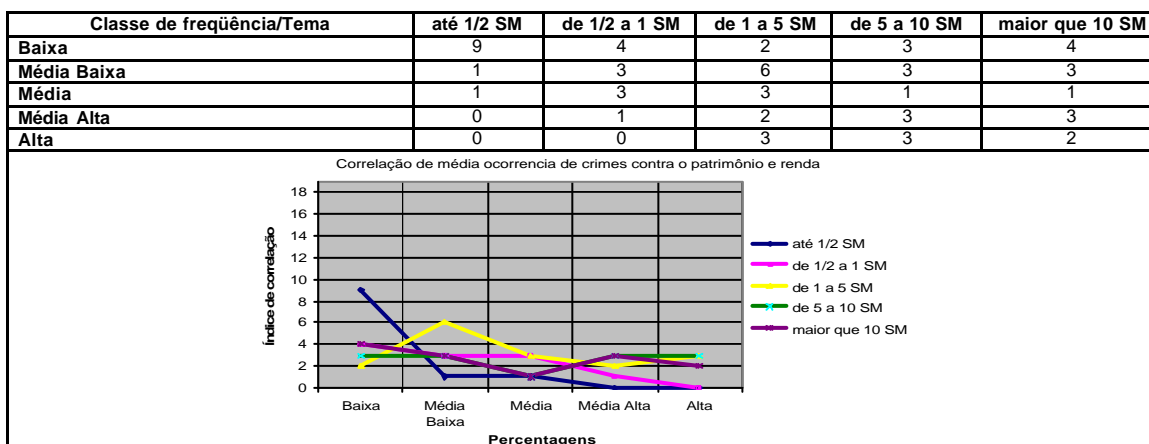 Classe de freqüência/Tema até 1/2 SM de 1/2 a 1 SM de 1 a 5 SM de 5 a 10 SM maior que 10 SM
Baixa 9 4 2 3 4
Média Baixa 1 3 6 3 3
Média 1 3 3 1 1
Média Alta 0 1 2 3 3
Alta 0 0 3 3 2
Correlação de média ocorrencia de crimes contra o patrimônio e renda
Índice de correlação
18
16
14
12
10
8
6
4
2
0
Baixa Média Baixa Média Média Alta Alta
Percentagens
até 1/2 SM
de 1/2 a 1 SM
de 1 a 5 SM
de 5 a 10 SM
maior que 10 SM